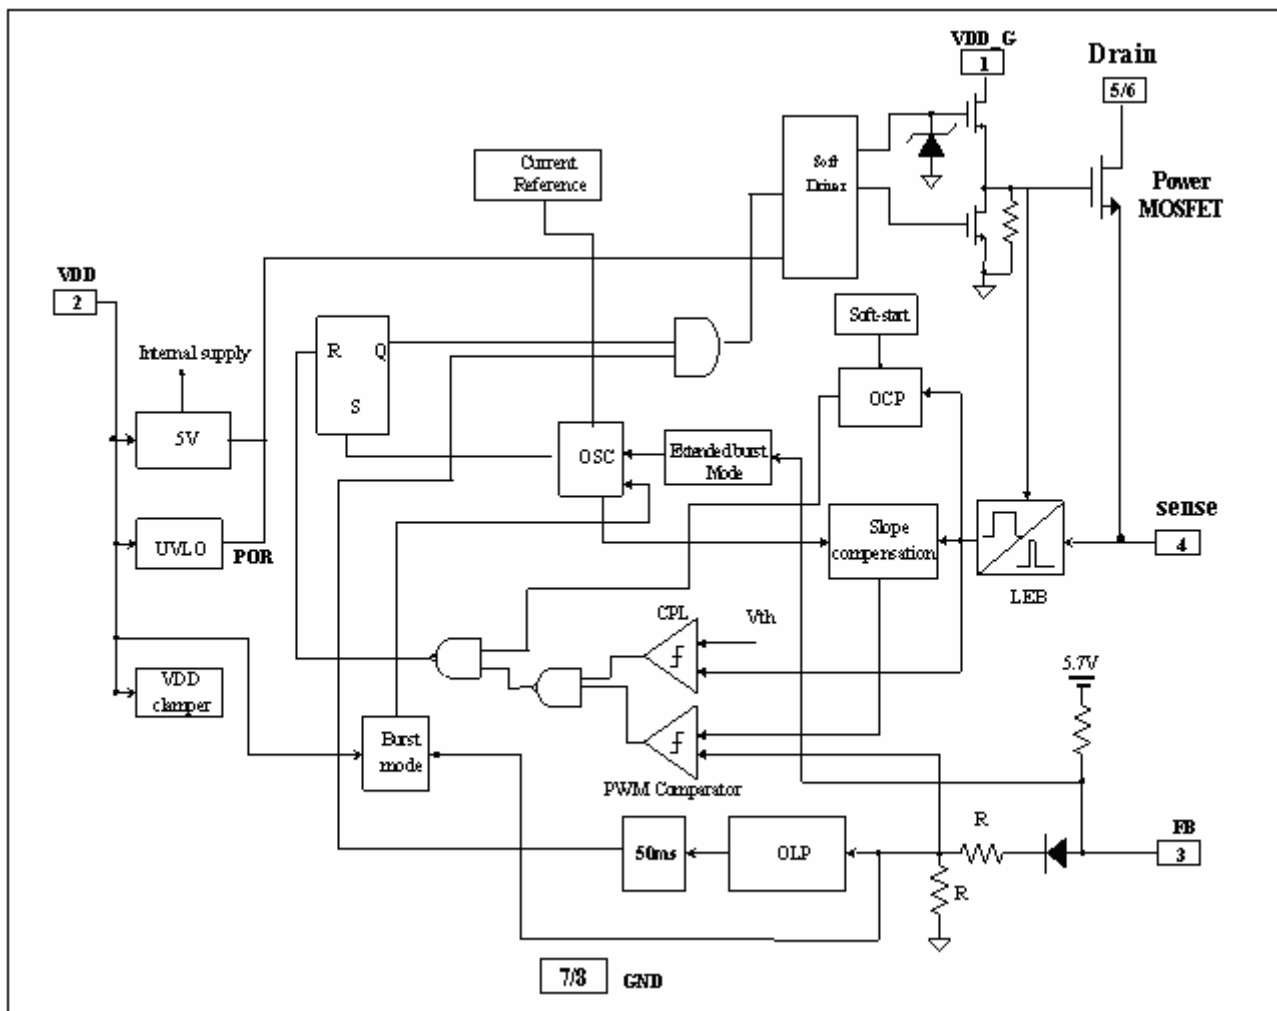 VDD_G
1
Drain
5/6
Current
Reference
Soft
Driver
Power
MOSFET
VDD
2
Soft-start
Internal supply
R
Q
S
OCP
5V
OSC
Extended burst
Mode
sense
4
Slope
compensation
UVLO
POR
LEB
CPL
Vth
5.7V
VDD
clamper
Burst
mode
PWM Comparator
R
FB
3
50ms
OLP
R
7/8
GND